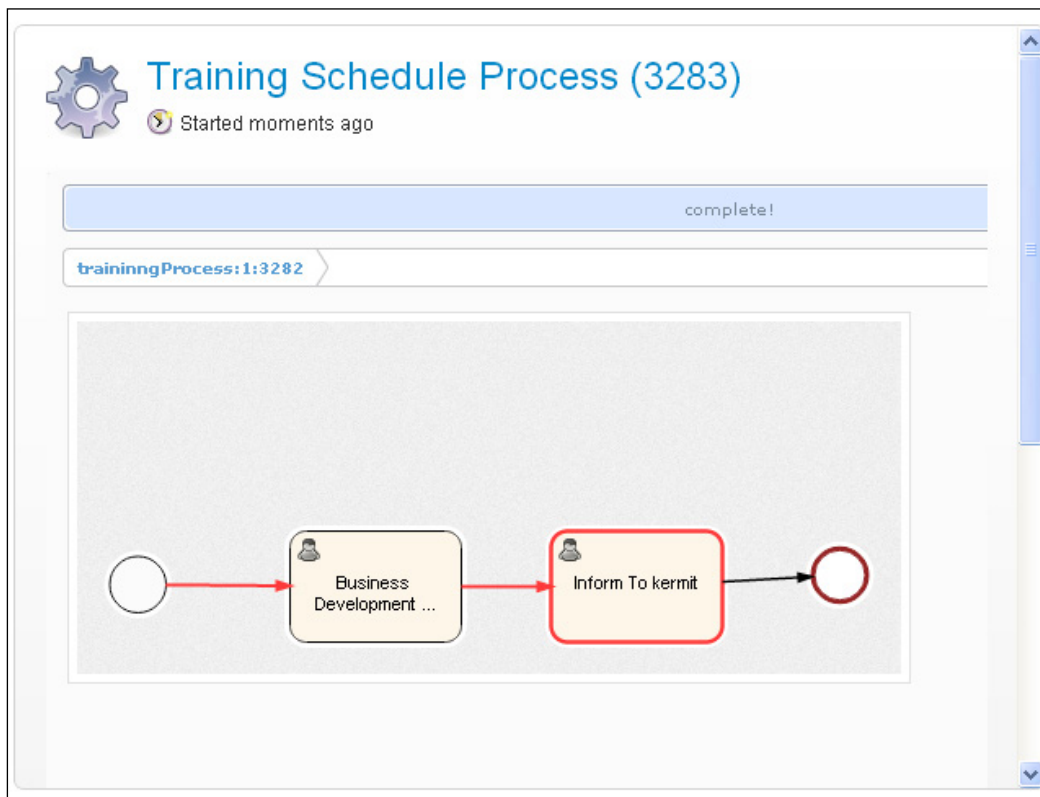 Training Schedule Process (3283)
Started moments ago
complete!
traininngProcess:1:3282
Business
Development ...
Inform To kermit